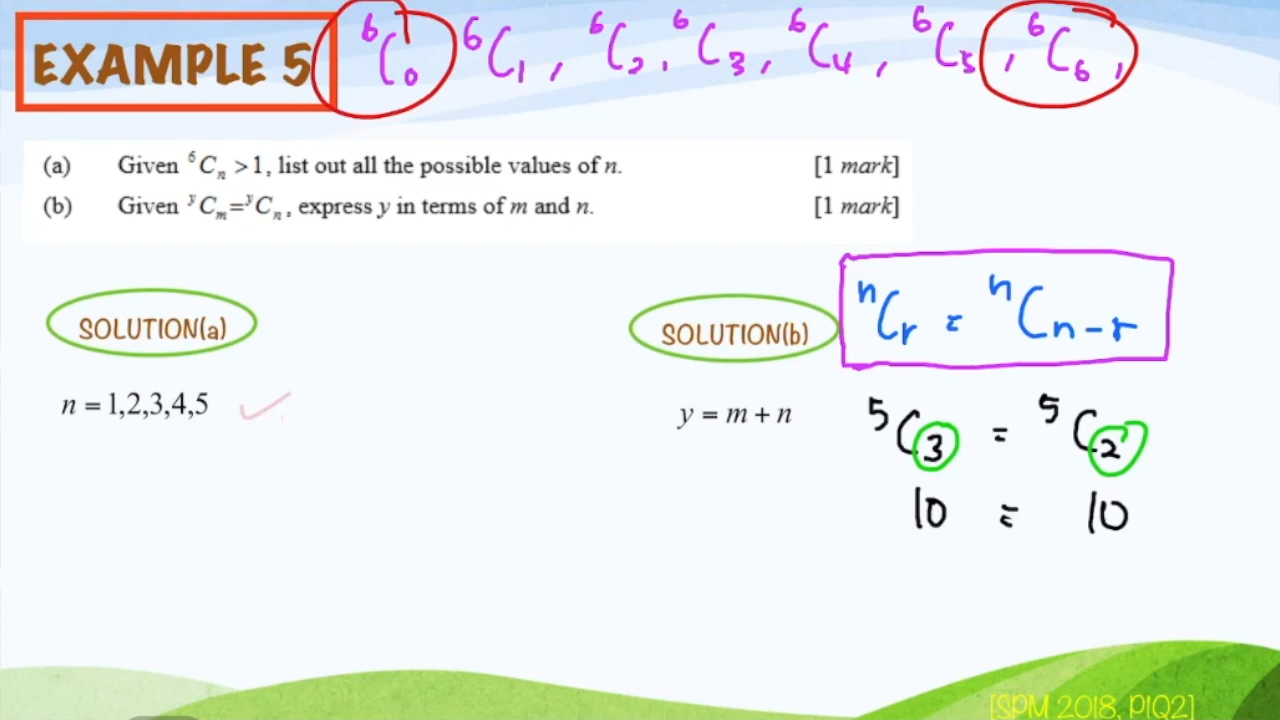 EXAMPLE 5
⁶C₀ ⁶C₁ , ⁶C₂ , ⁶C₃ , ⁶C₄ , ⁶C₅ , ⁶C₆ ,
(a) Given ⁶Cₙ > 1, list out all the possible values of n. [1 mark]
(b) Given ʸCₘ=ʸCₙ, express y in terms of m and n. [1 mark]
SOLUTION(a)
n = 1,2,3,4,5 ✓
SOLUTION(b)
ⁿCᵣ = ⁿCₙ₋ᵣ
y = m + n
⁵C₃ = ⁵C₂
10 = 10
[SPM 2018, P1Q2]